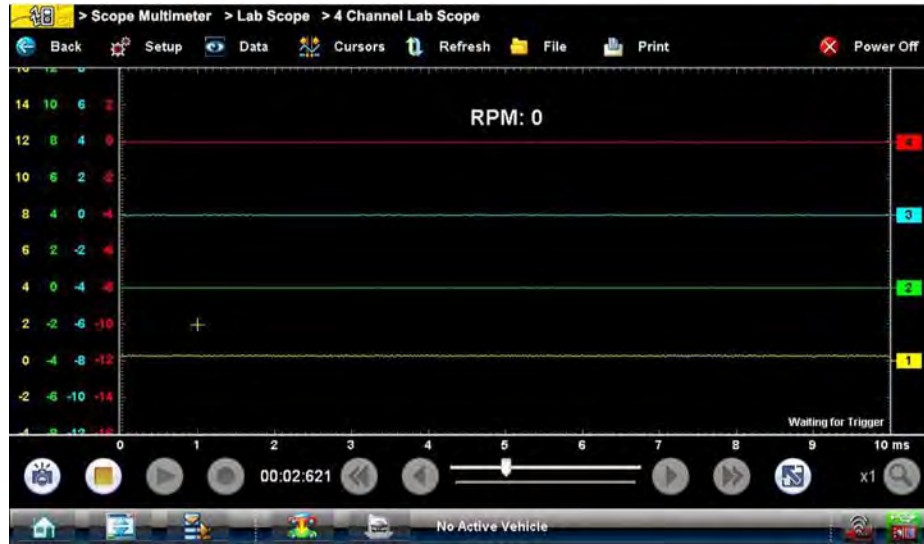 > Scope Multimeter > Lab Scope > 4 Channel Lab Scope
Back Setup Data Cursors Refresh File Print Power Off
14 10 6 2
RPM: 0
12 8 4 0 4
10 6 2 -2
8 4 0 -4 3
6 2 -2 -6
4 0 -4 -8 2
2 -2 -6 -10
0 -4 -8 -12 1
-2 -6 -10 -14
Waiting for Trigger
0 1 2 3 4 5 6 7 8 9 10 ms
00:02:621 x1
No Active Vehicle